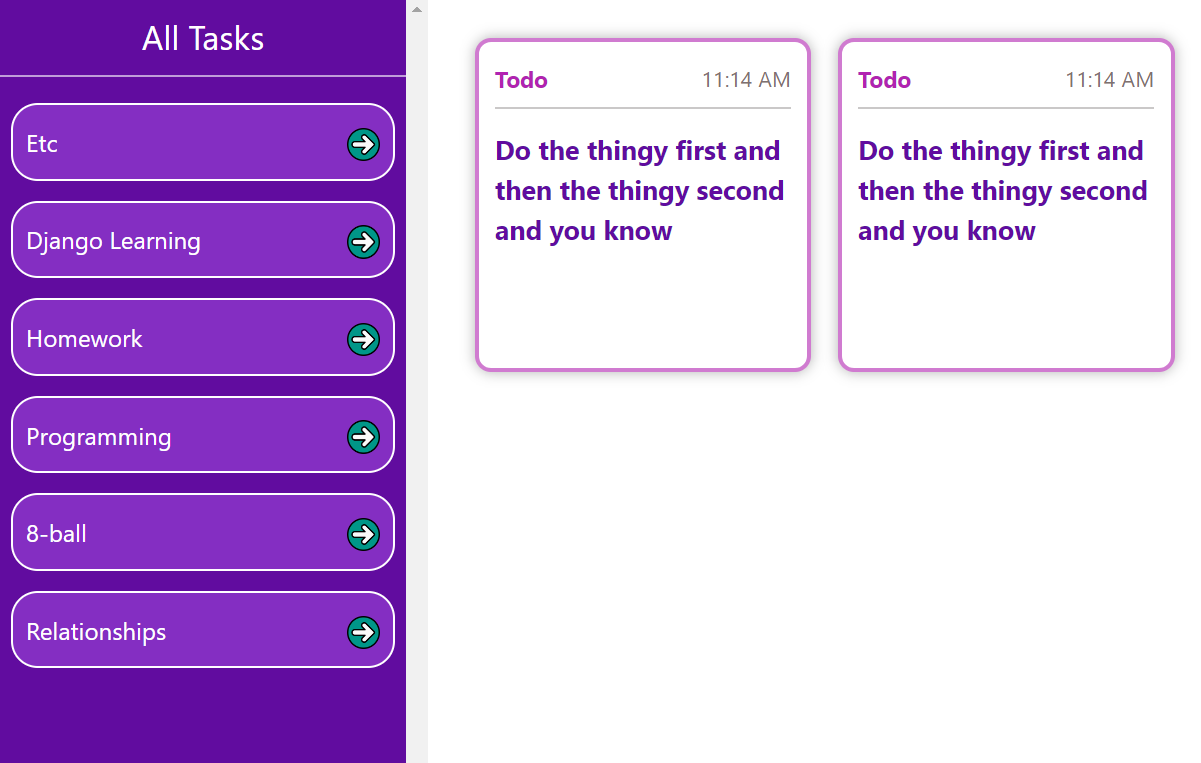 All Tasks
Etc
Django Learning
Homework
Programming
8-ball
Relationships
Todo 11:14 AM
Do the thingy first and
then the thingy second
and you know
Todo 11:14 AM
Do the thingy first and
then the thingy second
and you know